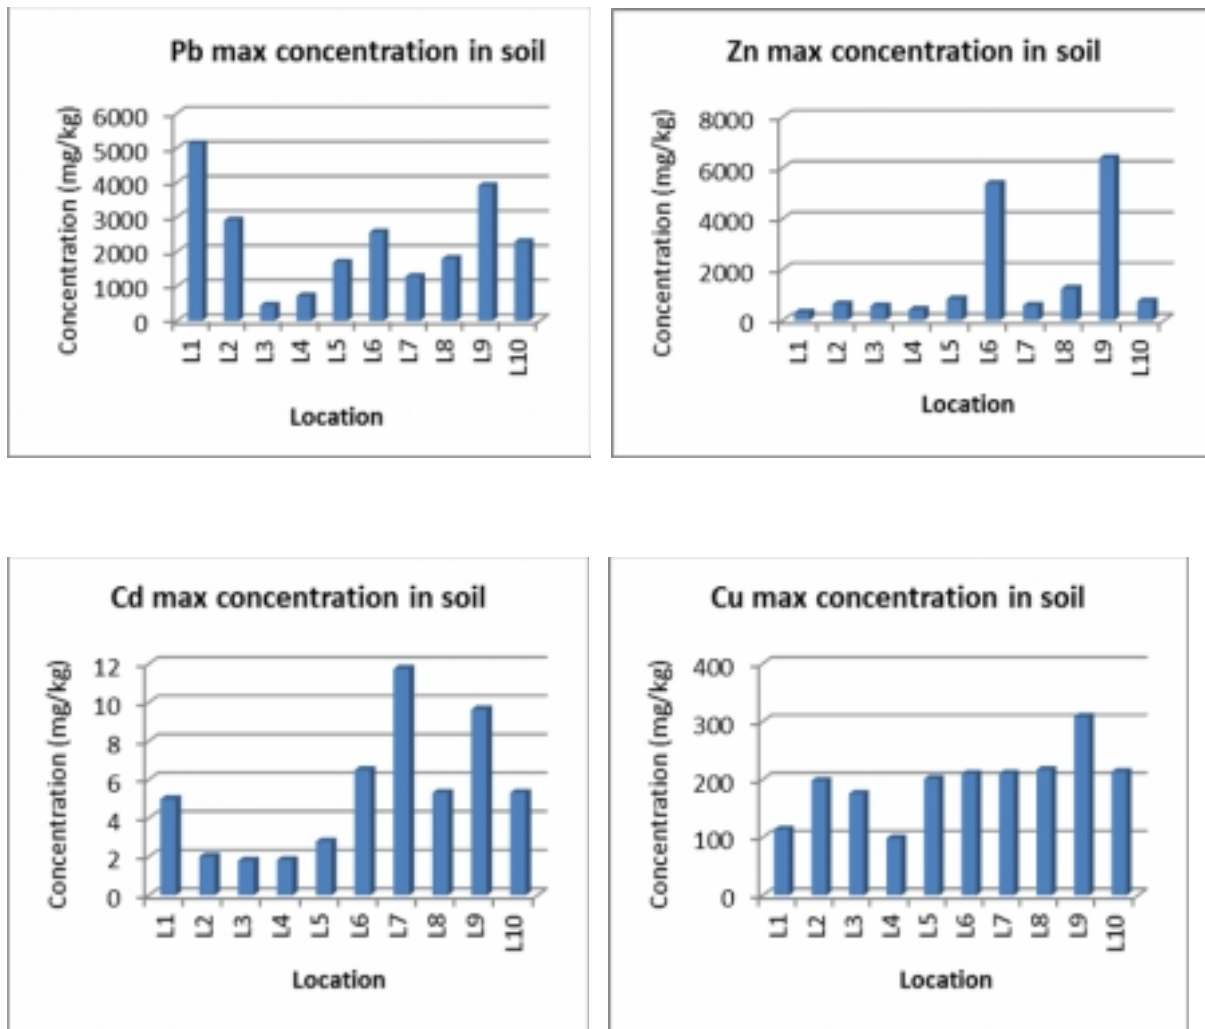 Pb max concentration in soil
Concentration (mg/kg)
6000
5000
4000
3000
2000
1000
0
L1 L2 L3 L4 L5 L6 L7 L8 L9 L10
Location
Zn max concentration in soil
Concentration (mg/kg)
8000
6000
4000
2000
0
L1 L2 L3 L4 L5 L6 L7 L8 L9 L10
Location
Cd max concentration in soil
Concentration (mg/kg)
12
10
8
6
4
2
0
L1 L2 L3 L4 L5 L6 L7 L8 L9 L10
Location
Cu max concentration in soil
Concentration (mg/kg)
400
300
200
100
0
L1 L2 L3 L4 L5 L6 L7 L8 L9 L10
Location